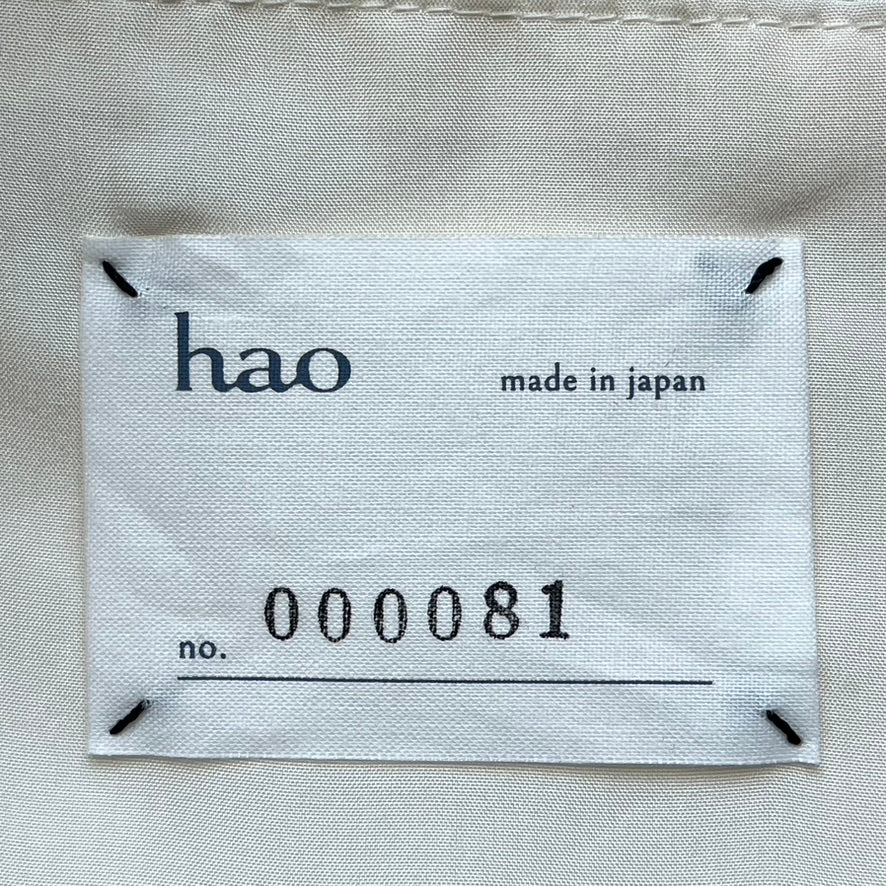 hao
made in japan
no. 000081